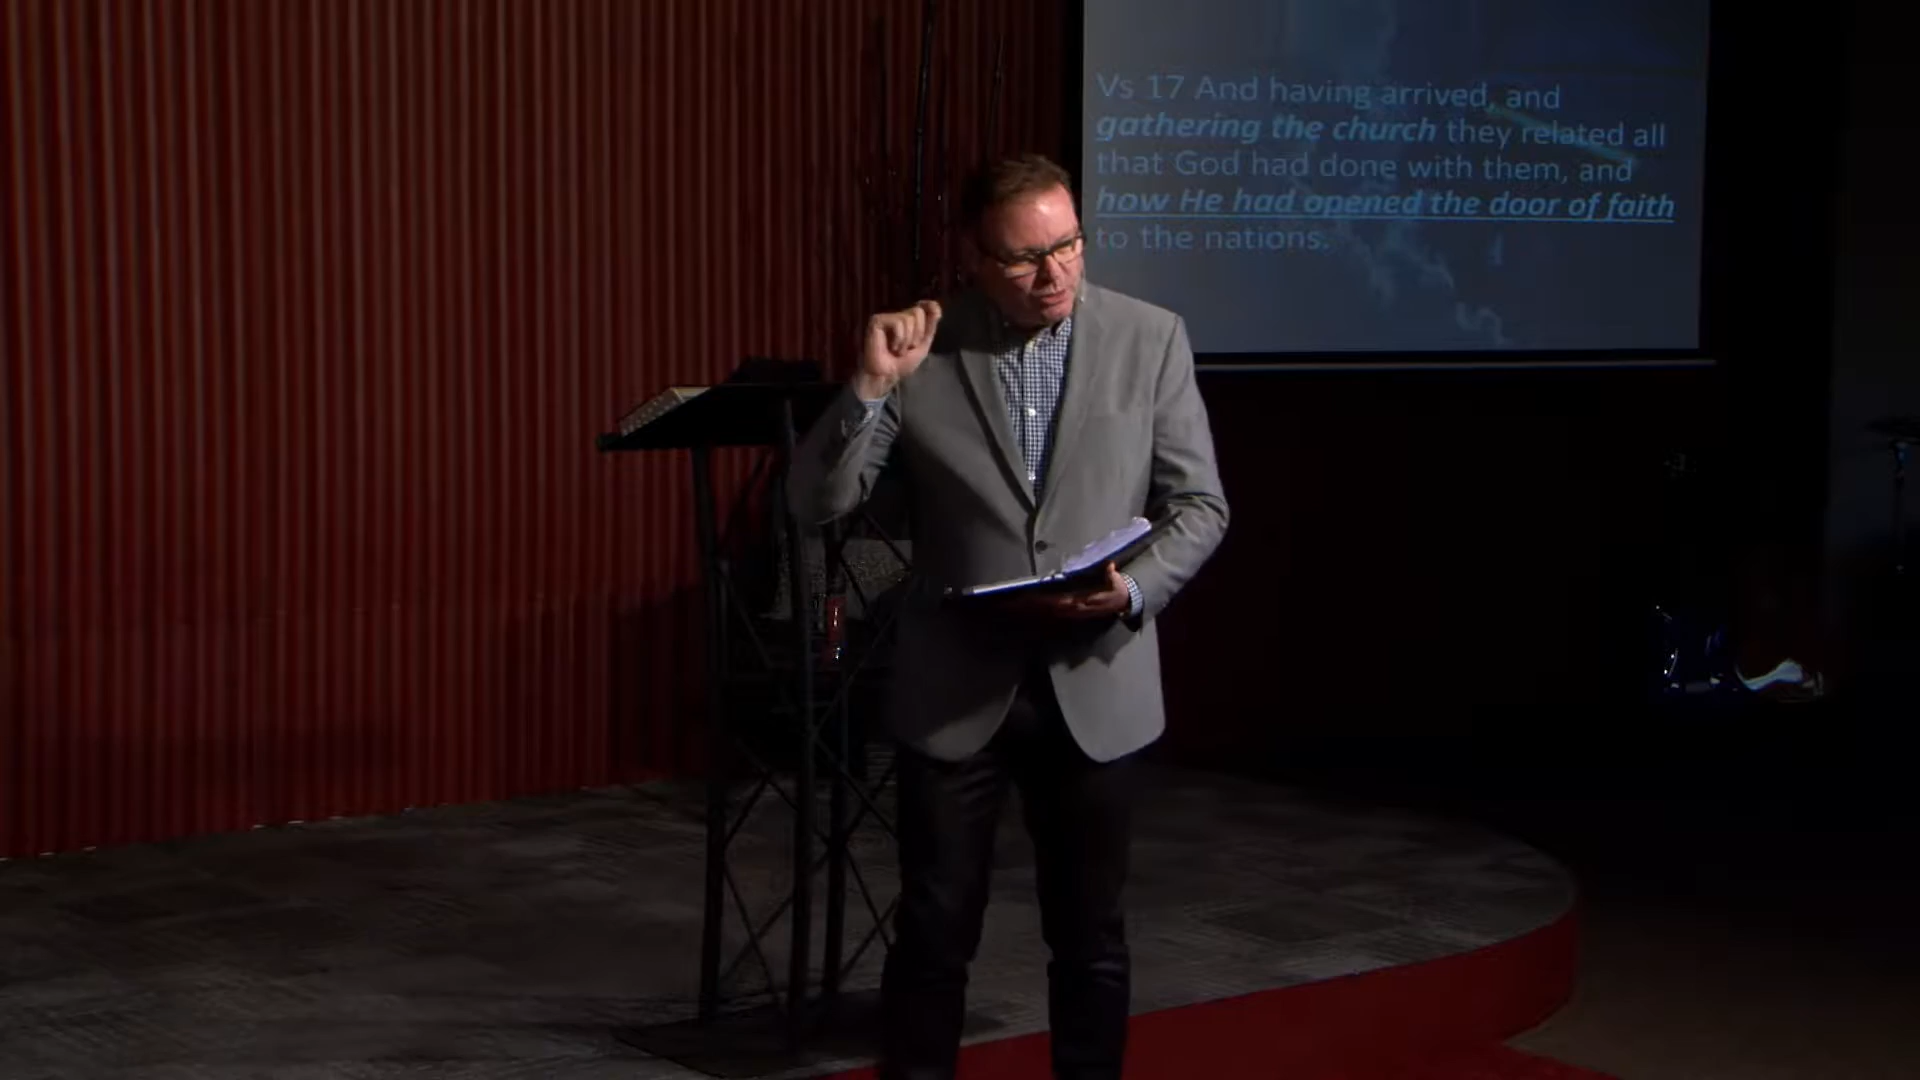 Vs 17 And having arrived, and
gathering the church they related all
that God had done with them, and
how He had opened the door of faith
to the nations.